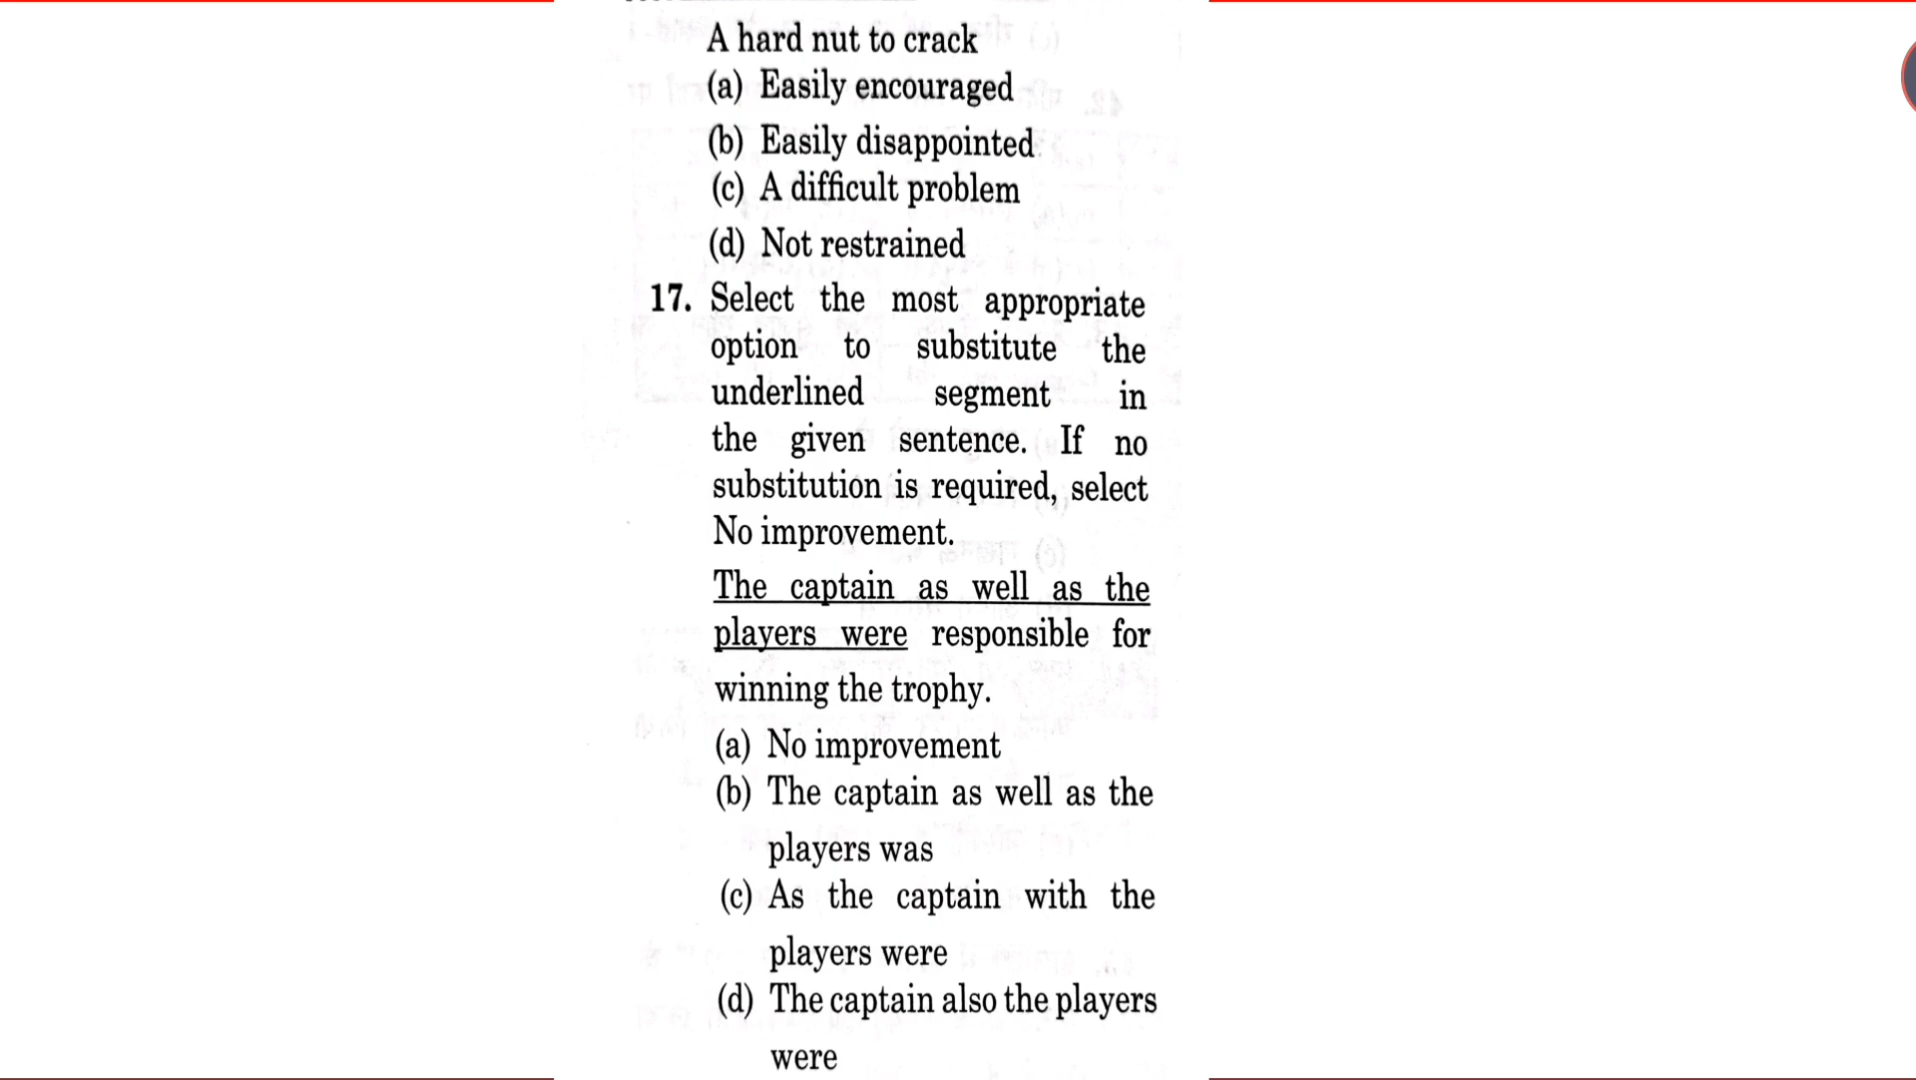 A hard nut to crack
(a) Easily encouraged
(b) Easily disappointed
(c) A difficult problem
(d) Not restrained
17. Select the most appropriate
option to substitute the
underlined segment in
the given sentence. If no
substitution is required, select
No improvement.
The captain as well as the
players were responsible for
winning the trophy.
(a) No improvement
(b) The captain as well as the
players was
(c) As the captain with the
players were
(d) The captain also the players
were